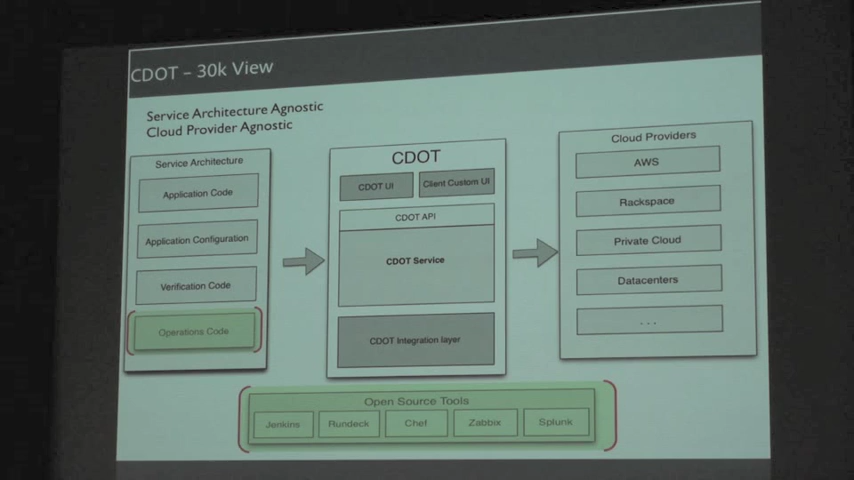 CDOT – 30k View
Service Architecture Agnostic
Cloud Provider Agnostic
Service Architecture
Application Code
Application Configuration
Verification Code
Operations Code
CDOT
CDOT UI
Client Custom UI
CDOT API
CDOT Service
CDOT Integration layer
Cloud Providers
AWS
Rackspace
Private Cloud
Datacenters
. . .
Open Source Tools
Jenkins
Rundeck
Chef
Zabbix
Splunk